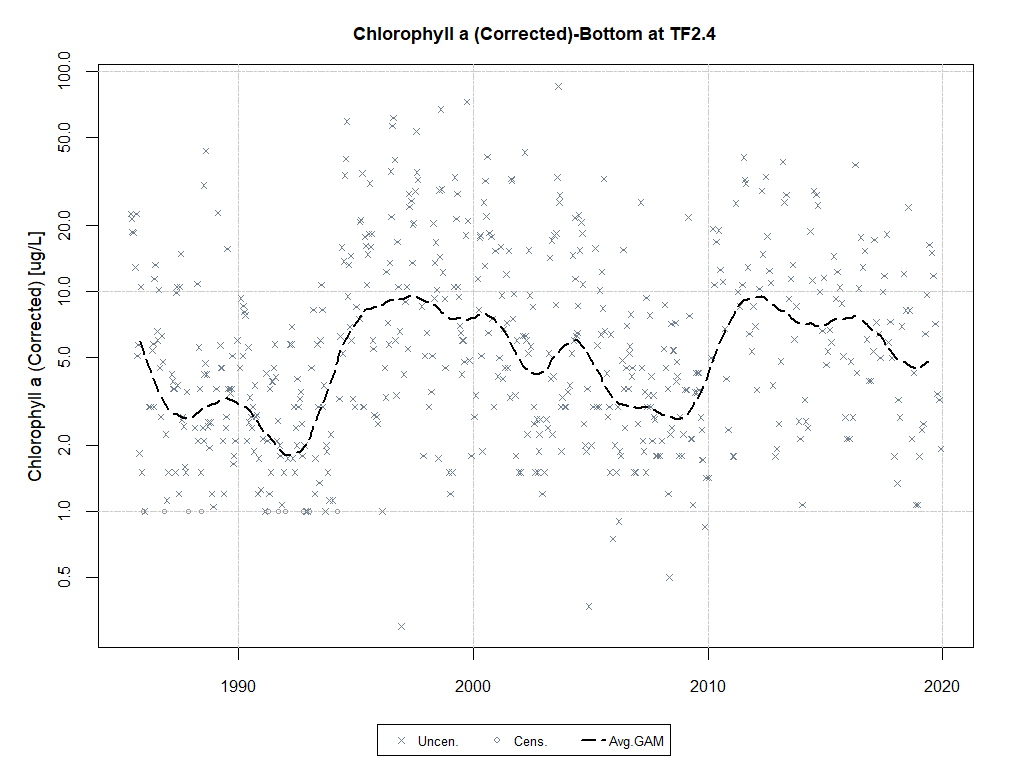 Chlorophyll a (Corrected)-Bottom at TF2.4
Chlorophyll a (Corrected) [ug/L]
100.0
50.0
20.0
10.0
5.0
2.0
1.0
0.5
1990 2000 2010 2020
Uncen. Cens. Avg.GAM